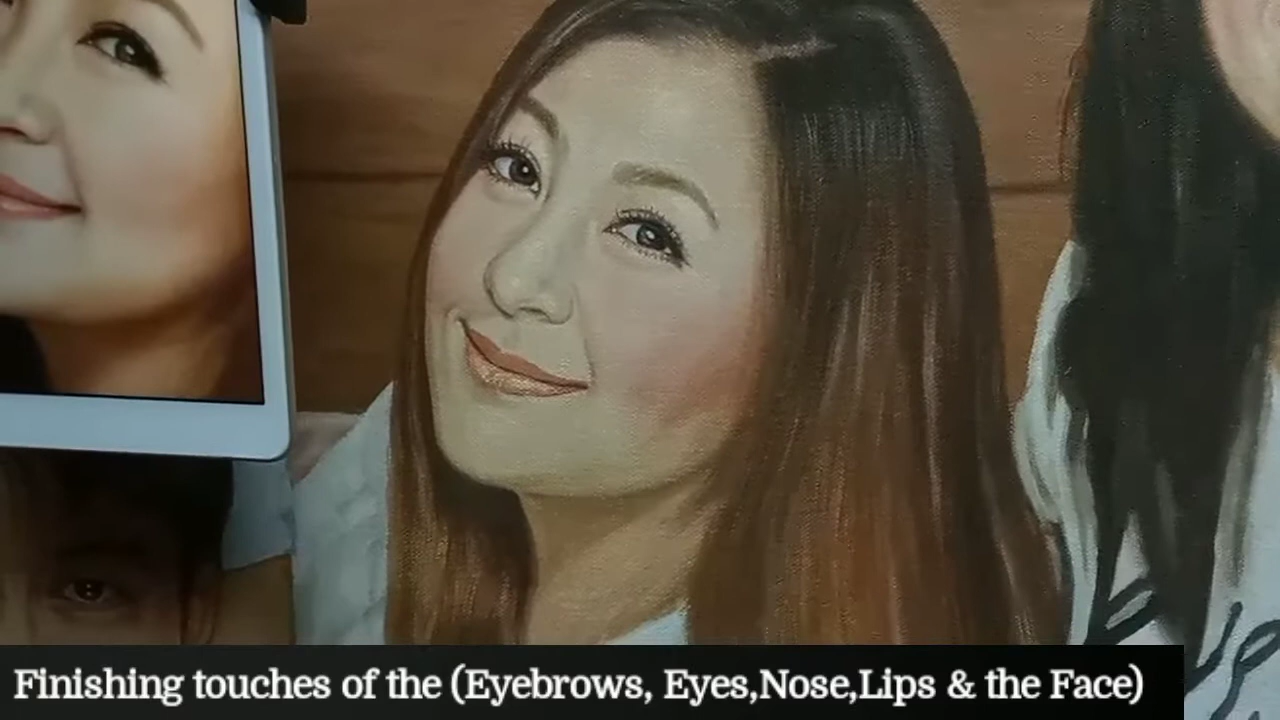 Finishing touches of the (Eyebrows, Eyes,Nose,Lips & the Face)